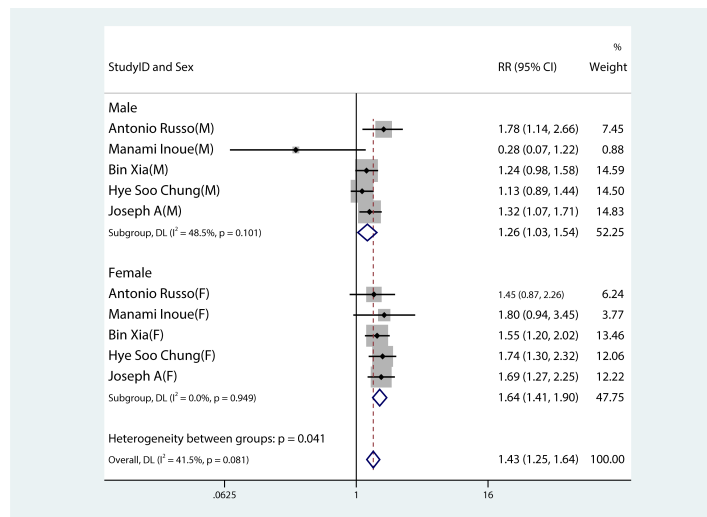 %
StudyID and Sex RR (95% CI) Weight
Male
Antonio Russo(M) 1.78 (1.14, 2.66) 7.45
Manami Inoue(M) 0.28 (0.07, 1.22) 0.88
Bin Xia(M) 1.24 (0.98, 1.58) 14.59
Hye Soo Chung(M) 1.13 (0.89, 1.44) 14.50
Joseph A(M) 1.32 (1.07, 1.71) 14.83
Subgroup, DL (I² = 48.5%, p = 0.101) 1.26 (1.03, 1.54) 52.25
Female
Antonio Russo(F) 1.45 (0.87, 2.26) 6.24
Manami Inoue(F) 1.80 (0.94, 3.45) 3.77
Bin Xia(F) 1.55 (1.20, 2.02) 13.46
Hye Soo Chung(F) 1.74 (1.30, 2.32) 12.06
Joseph A(F) 1.69 (1.27, 2.25) 12.22
Subgroup, DL (I² = 0.0%, p = 0.949) 1.64 (1.41, 1.90) 47.75
Heterogeneity between groups: p = 0.041
Overall, DL (I² = 41.5%, p = 0.081) 1.43 (1.25, 1.64) 100.00
.0625 1 16